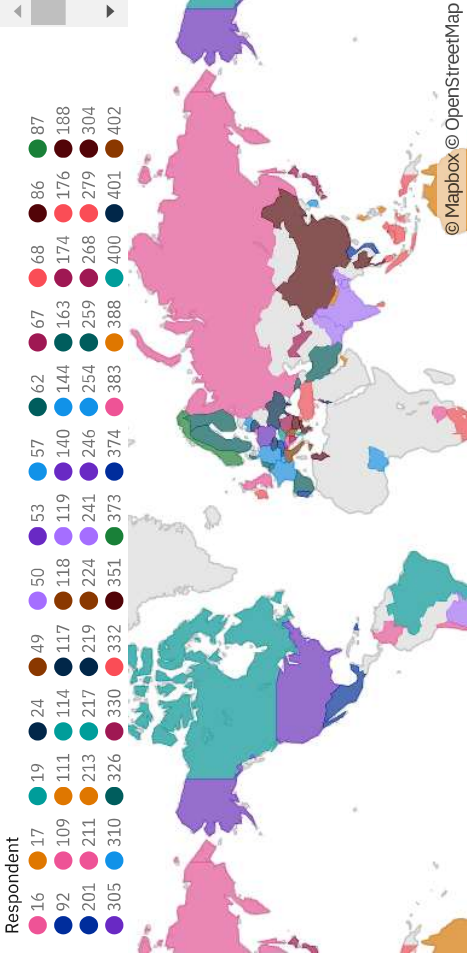 Respondent
16 17 19 24 49 50 53 57 62 67 68 86 87
92 109 111 114 117 118 119 140 144 163 174 176 188
201 211 213 217 219 224 241 246 254 259 268 279 304
305 310 326 330 332 351 373 374 383 388 400 401 402
© Mapbox © OpenStreetMap